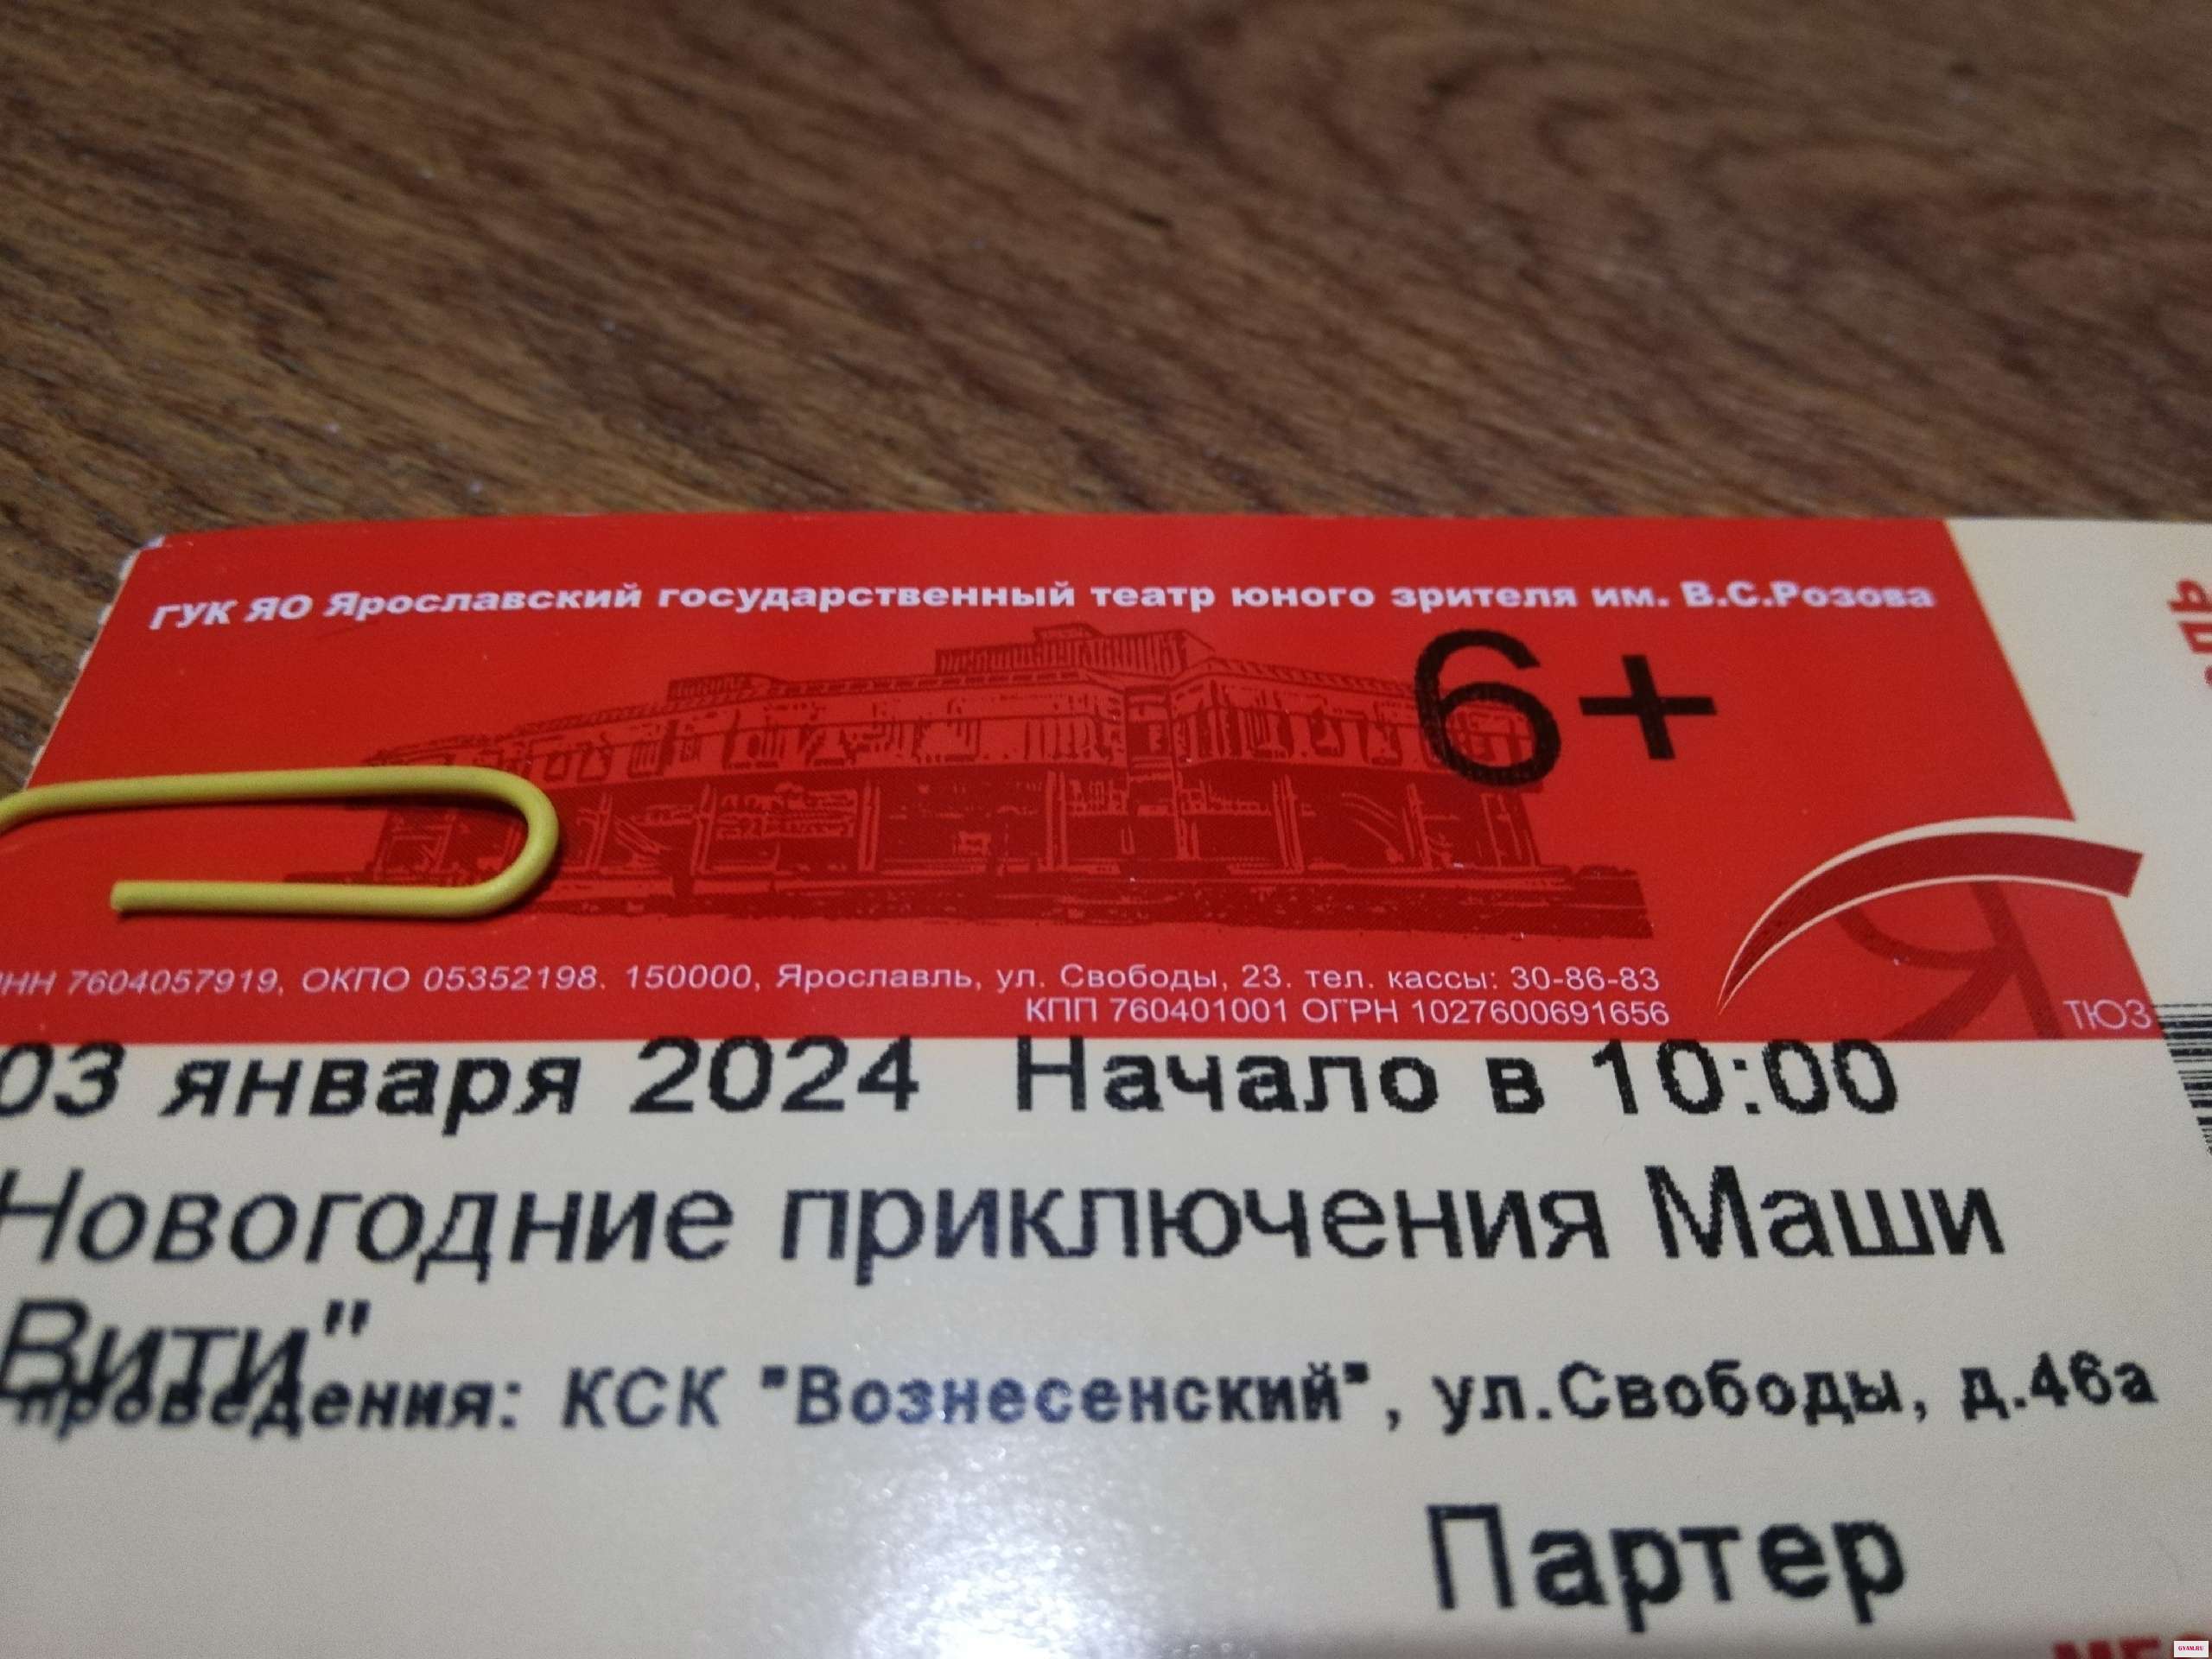 ГУК ЯО Ярославский государственный театр юного зрителя им. В.С.Розова
6+
ИНН 7604057919, ОКПО 05352198. 150000, Ярославль, ул. Свободы, 23. тел. кассы: 30-86-83
КПП 760401001 ОГРН 1027600691656
ТЮЗ
03 января 2024 Начало в 10:00
Новогодние приключения Маши
Вити"
проведения: КСК "Вознесенский", ул.Свободы, д.46а
Партер